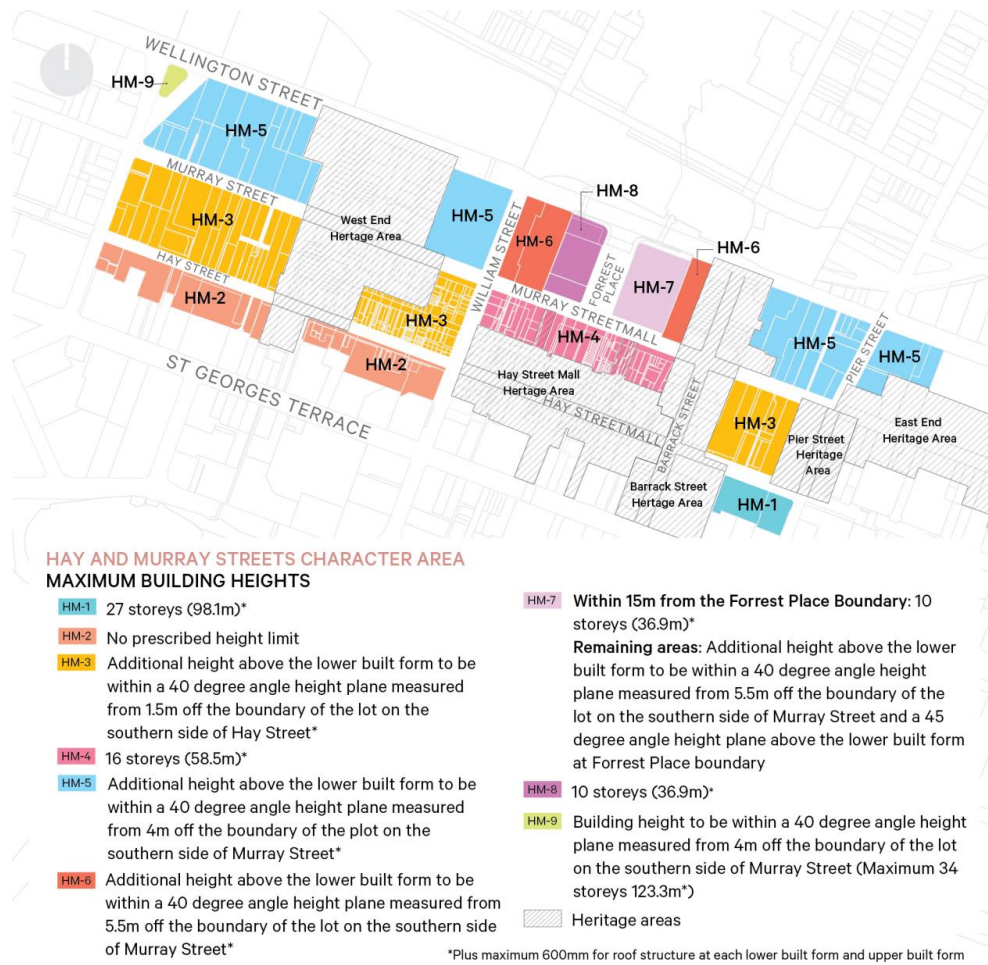 WELLINGTON STREET
HM-9
HM-5
MURRAY STREET
HM-3
West End
Hertage Area
HM-5
HM-8
HM-6
HM-6
HAY STREET
HM-2
WILLIAM STREET
FORREST
PLACE
HM-7
MURRAY STREETMALL
HM-3
HM-4
HM-5
PIER STREET
HM-5
HM-2
ST GEORGES TERRACE
Hay Street Mall
Heritage Area
HAY STREETMALL
BARRACK STREET
HM-3
Pier Street
Heritage
Area
East End
Heritage Area
Barrack Street
Hertage Area
HM-1
HAY AND MURRAY STREETS CHARACTER AREA
MAXIMUM BUILDING HEIGHTS
HM-1 27 storeys (98.1m)*
HM-2 No prescribed height limit
HM-3 Additional height above the lower built form to be
within a 40 degree angle height plane measured
from 1.5m off the boundary of the lot on the
southern side of Hay Street*
HM-4 16 storeys (58.5m)*
HM-5 Additional height above the lower built form to be
within a 40 degree angle height plane measured
from 4m off the boundary of the plot on the
southern side of Murray Street*
HM-6 Additional height above the lower built form to be
within a 40 degree angle height plane measured from
5.5m off the boundary of the lot on the southern side
of Murray Street*
HM-7 Within 15m from the Forrest Place Boundary: 10
storeys (36.9m)*
Remaining areas: Additional height above the lower
built form to be within a 40 degree angle height
plane measured from 5.5m off the boundary of the
lot on the southern side of Murray Street and a 45
degree angle height plane above the lower built form
at Forrest Place boundary
HM-8 10 storeys (36.9m)*
HM-9 Building height to be within a 40 degree angle height
plane measured from 4m off the boundary of the lot
on the southern side of Murray Street (Maximum 34
storeys 123.3m*)
Heritage areas
*Plus maximum 600mm for roof structure at each lower built form and upper built form